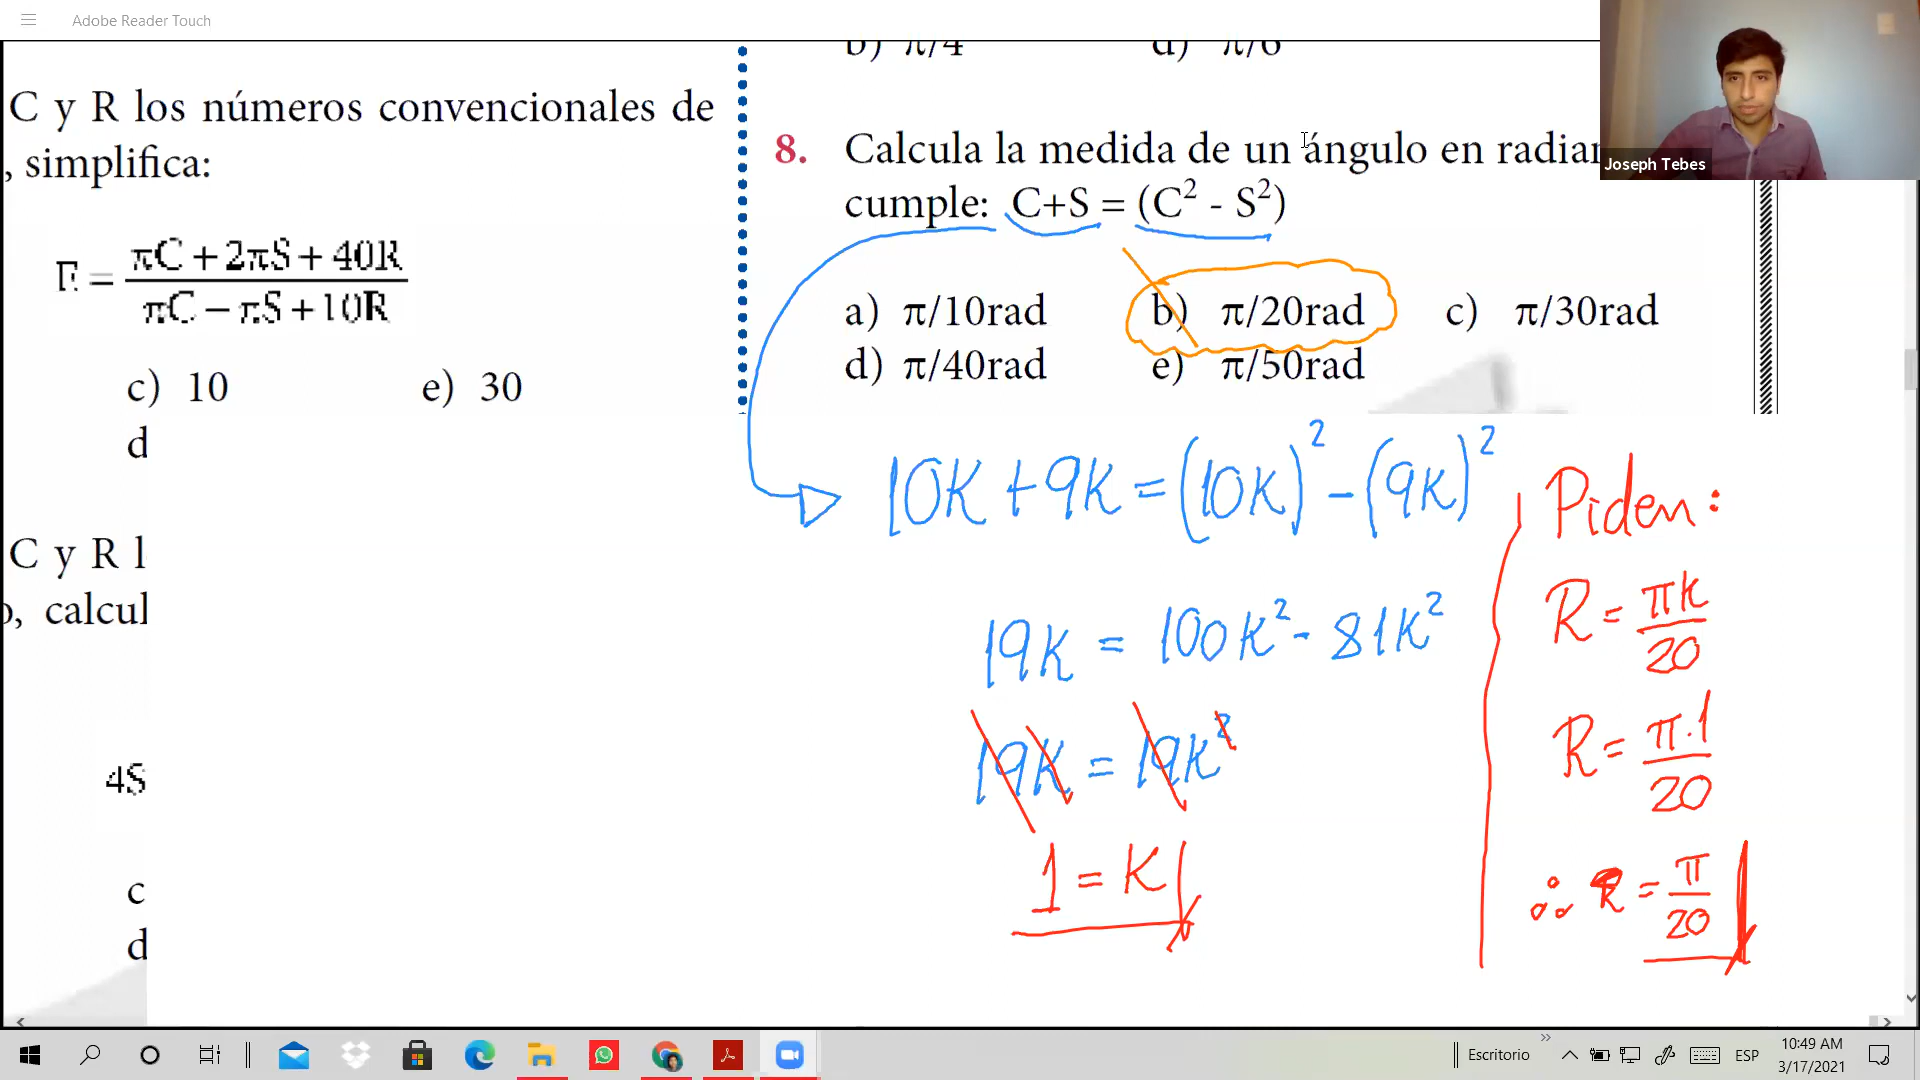 Adobe Reader Touch
C y R los números convencionales de
, simplifica:
E = πC + 2πS + 40R / πC − πS + 10R
c) 10 e) 30
d
C y R l
o, calcul
4S
c
d
b) π/4 d) π/6
8. Calcula la medida de un ángulo en radian
cumple: C+S = (C² - S²)
a) π/10rad b) π/20rad c) π/30rad
d) π/40rad e) π/50rad
10K + 9K = (10K)² - (9K)²
19K = 100K² - 81K²
19K = 19K²
1 = K
Piden:
R = πK/20
R = π·1/20
∴ R = π/20
Joseph Tebes
Escritorio
ESP
10:49 AM
3/17/2021